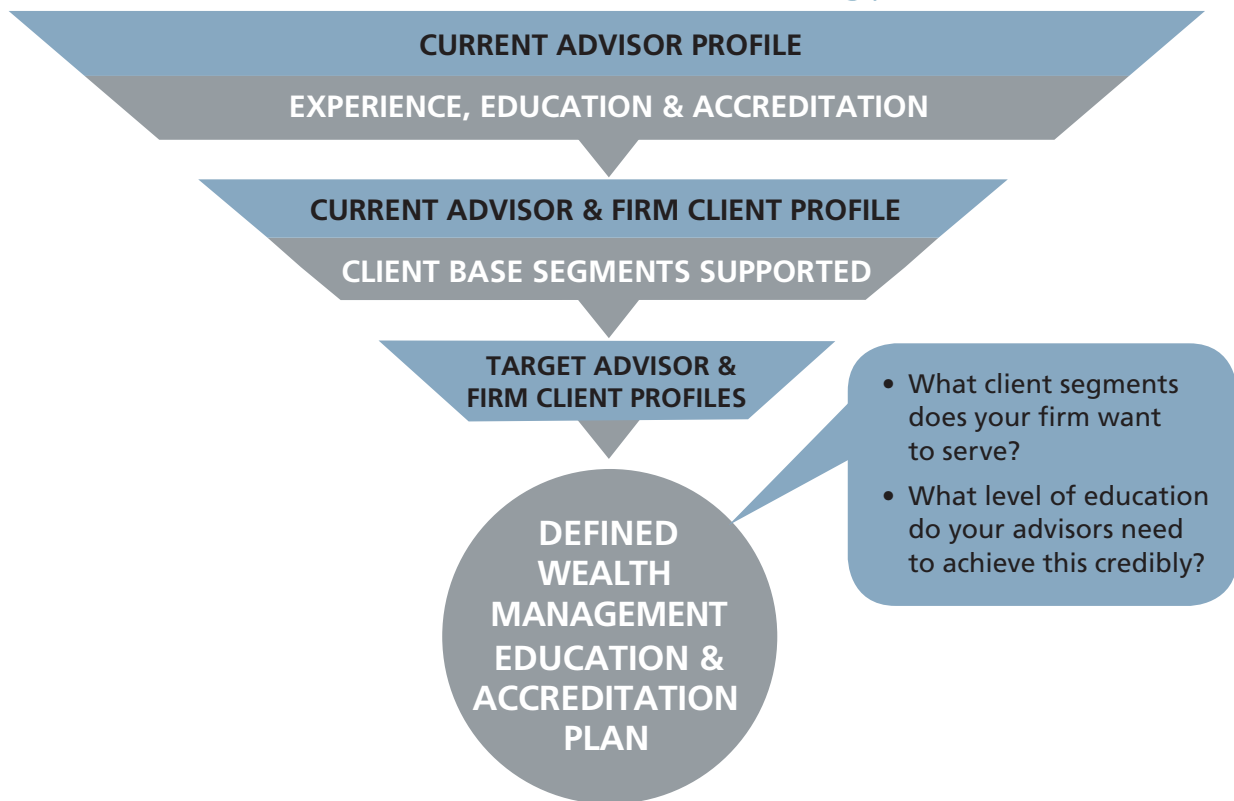 CURRENT ADVISOR PROFILE
EXPERIENCE, EDUCATION & ACCREDITATION
CURRENT ADVISOR & FIRM CLIENT PROFILE
CLIENT BASE SEGMENTS SUPPORTED
TARGET ADVISOR &
FIRM CLIENT PROFILES
• What client segments
does your firm want
to serve?
• What level of education
do your advisors need
to achieve this credibly?
DEFINED
WEALTH
MANAGEMENT
EDUCATION &
ACCREDITATION
PLAN